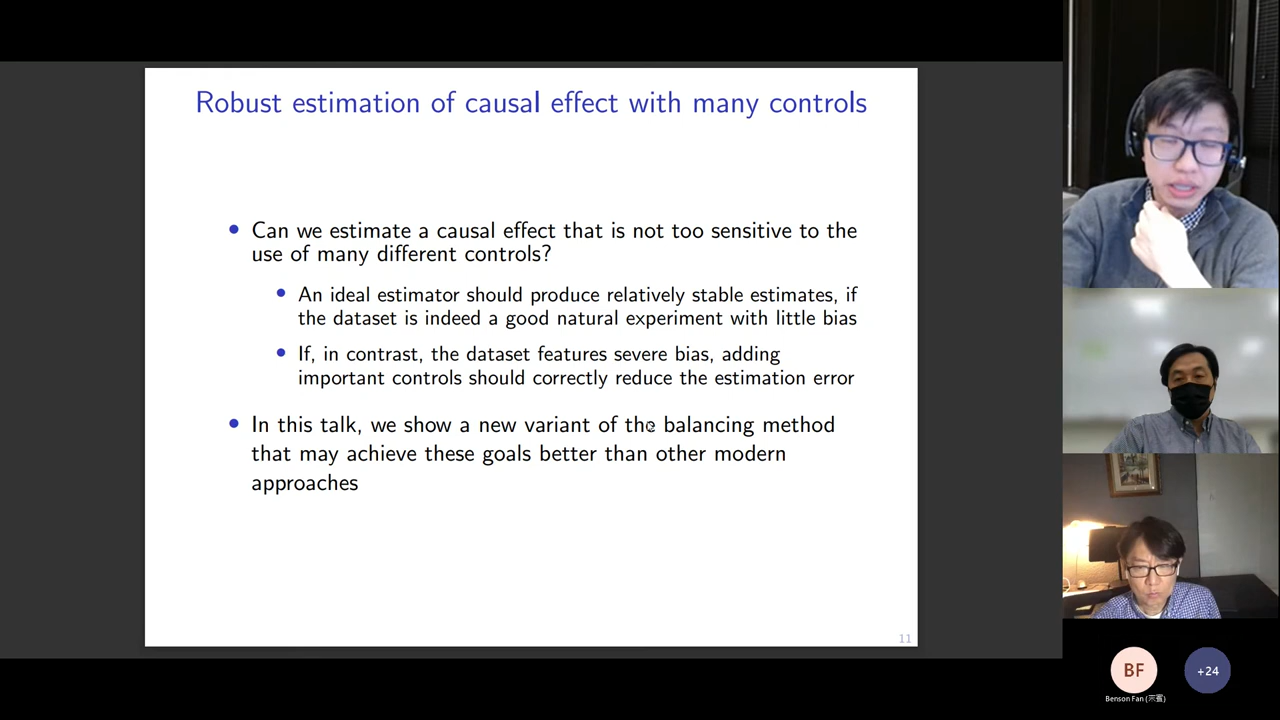 Robust estimation of causal effect with many controls
• Can we estimate a causal effect that is not too sensitive to the
use of many different controls?
• An ideal estimator should produce relatively stable estimates, if
the dataset is indeed a good natural experiment with little bias
• If, in contrast, the dataset features severe bias, adding
important controls should correctly reduce the estimation error
• In this talk, we show a new variant of the balancing method
that may achieve these goals better than other modern
approaches
11
BF
+24
Benson Fan (宗賓)